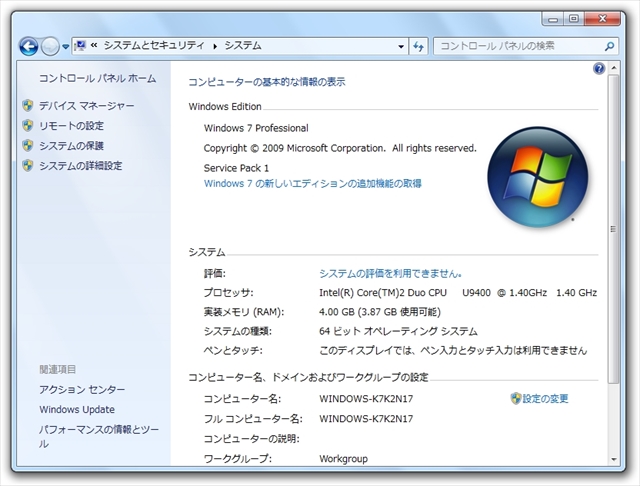 « システムとセキュリティ ▸ システム
コントロール パネルの検索
コントロール パネル ホーム
デバイス マネージャー
リモートの設定
システムの保護
システムの詳細設定
関連項目
アクション センター
Windows Update
パフォーマンスの情報とツー
ル
コンピューターの基本的な情報の表示
Windows Edition
Windows 7 Professional
Copyright © 2009 Microsoft Corporation. All rights reserved.
Service Pack 1
Windows 7 の新しいエディションの追加機能の取得
システム
評価: システムの評価を利用できません。
プロセッサ: Intel(R) Core(TM)2 Duo CPU U9400 @ 1.40GHz 1.40 GHz
実装メモリ (RAM): 4.00 GB (3.87 GB 使用可能)
システムの種類: 64 ビット オペレーティング システム
ペンとタッチ: このディスプレイでは、ペン入力とタッチ入力は利用できません
コンピューター名、ドメインおよびワークグループの設定
コンピューター名: WINDOWS-K7K2N17 設定の変更
フル コンピューター名: WINDOWS-K7K2N17
コンピューターの説明:
ワークグループ: Workgroup